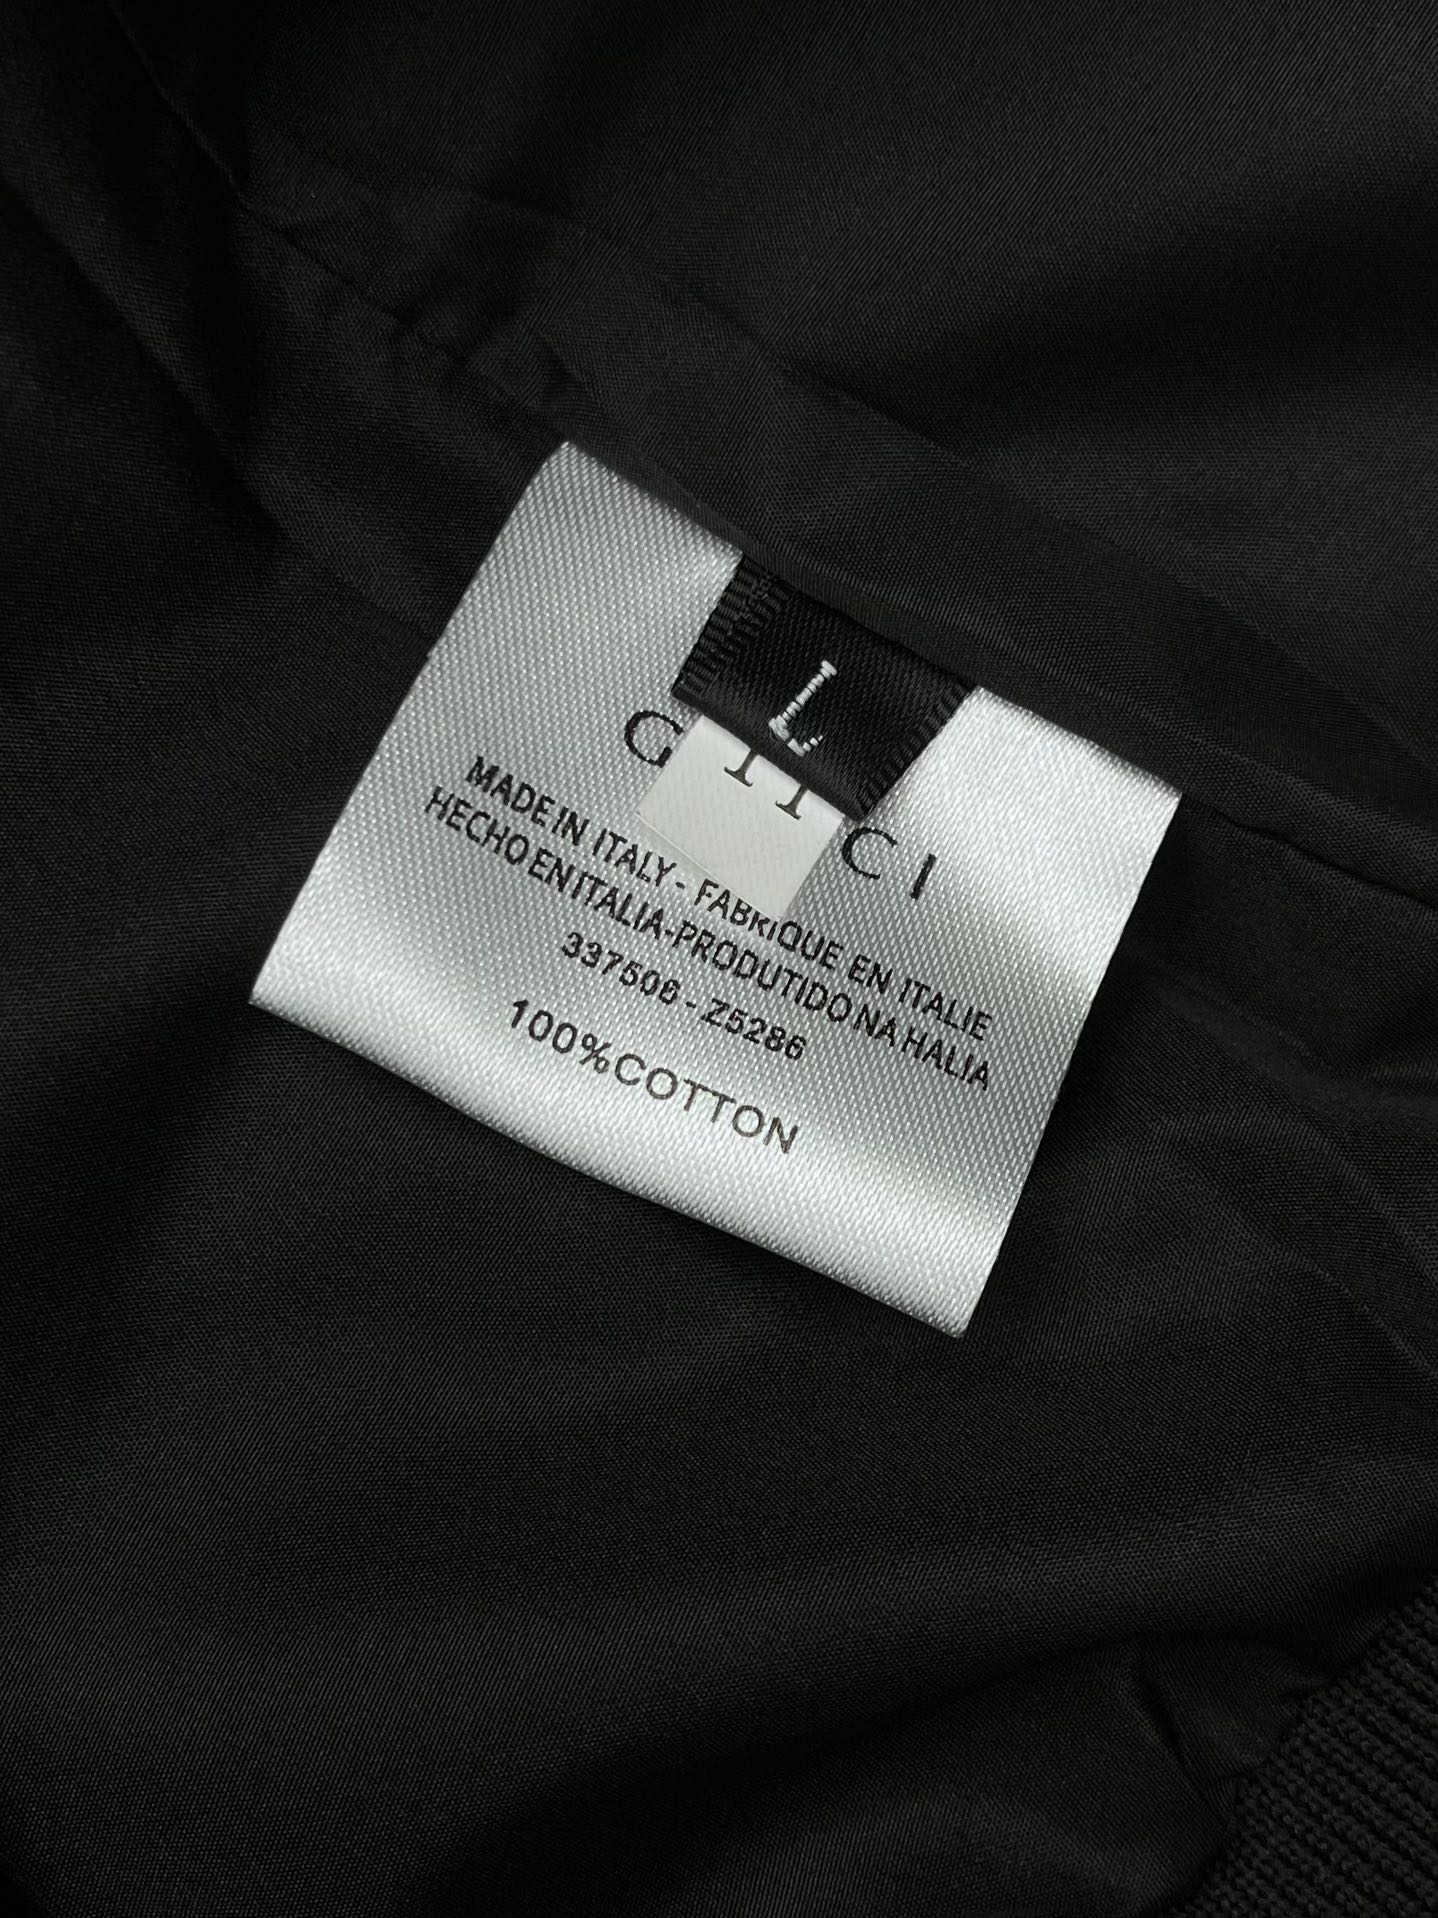 L
G CI
MADE IN ITALY - FABRIQUE EN ITALIE
HECHO EN ITALIA-PRODUTIDO NA HALIA
337506 - Z5286
100%COTTON